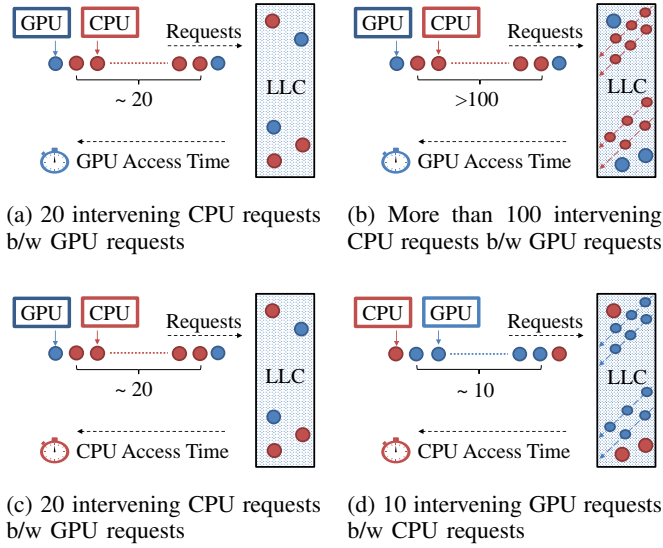 GPU CPU Requests
LLC
~ 20
GPU Access Time
(a) 20 intervening CPU requests
b/w GPU requests
GPU CPU Requests
LLC
>100
GPU Access Time
(b) More than 100 intervening
CPU requests b/w GPU requests
GPU CPU Requests
LLC
~ 20
CPU Access Time
(c) 20 intervening CPU requests
b/w GPU requests
CPU GPU Requests
LLC
~ 10
CPU Access Time
(d) 10 intervening GPU requests
b/w CPU requests